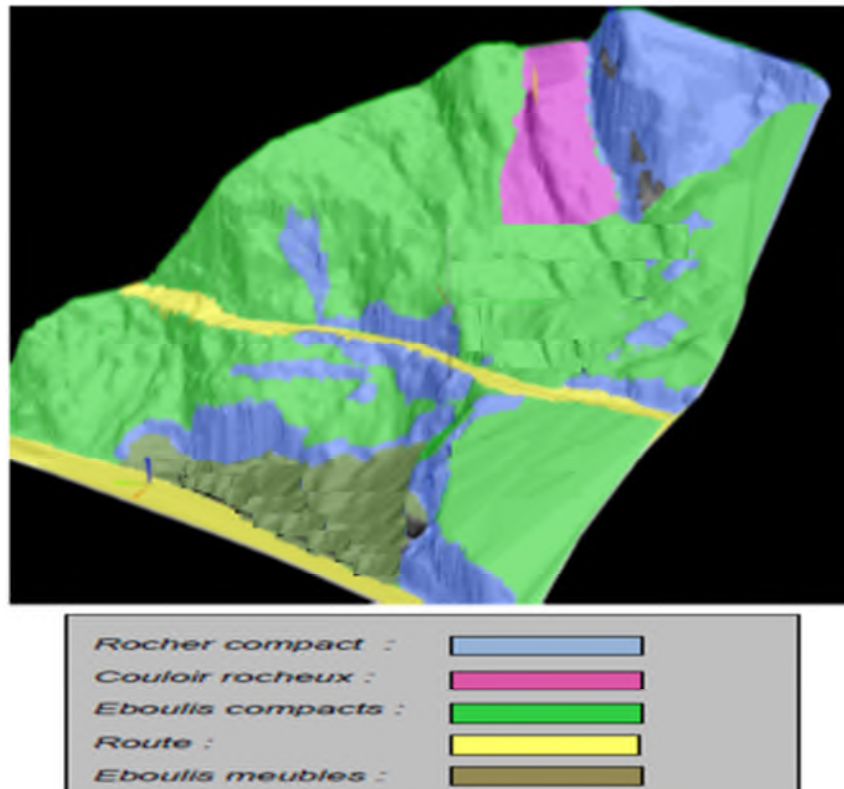 Rocher compact :
Couloir rocheux :
Eboulis compacts :
Route :
Eboulis meubles :